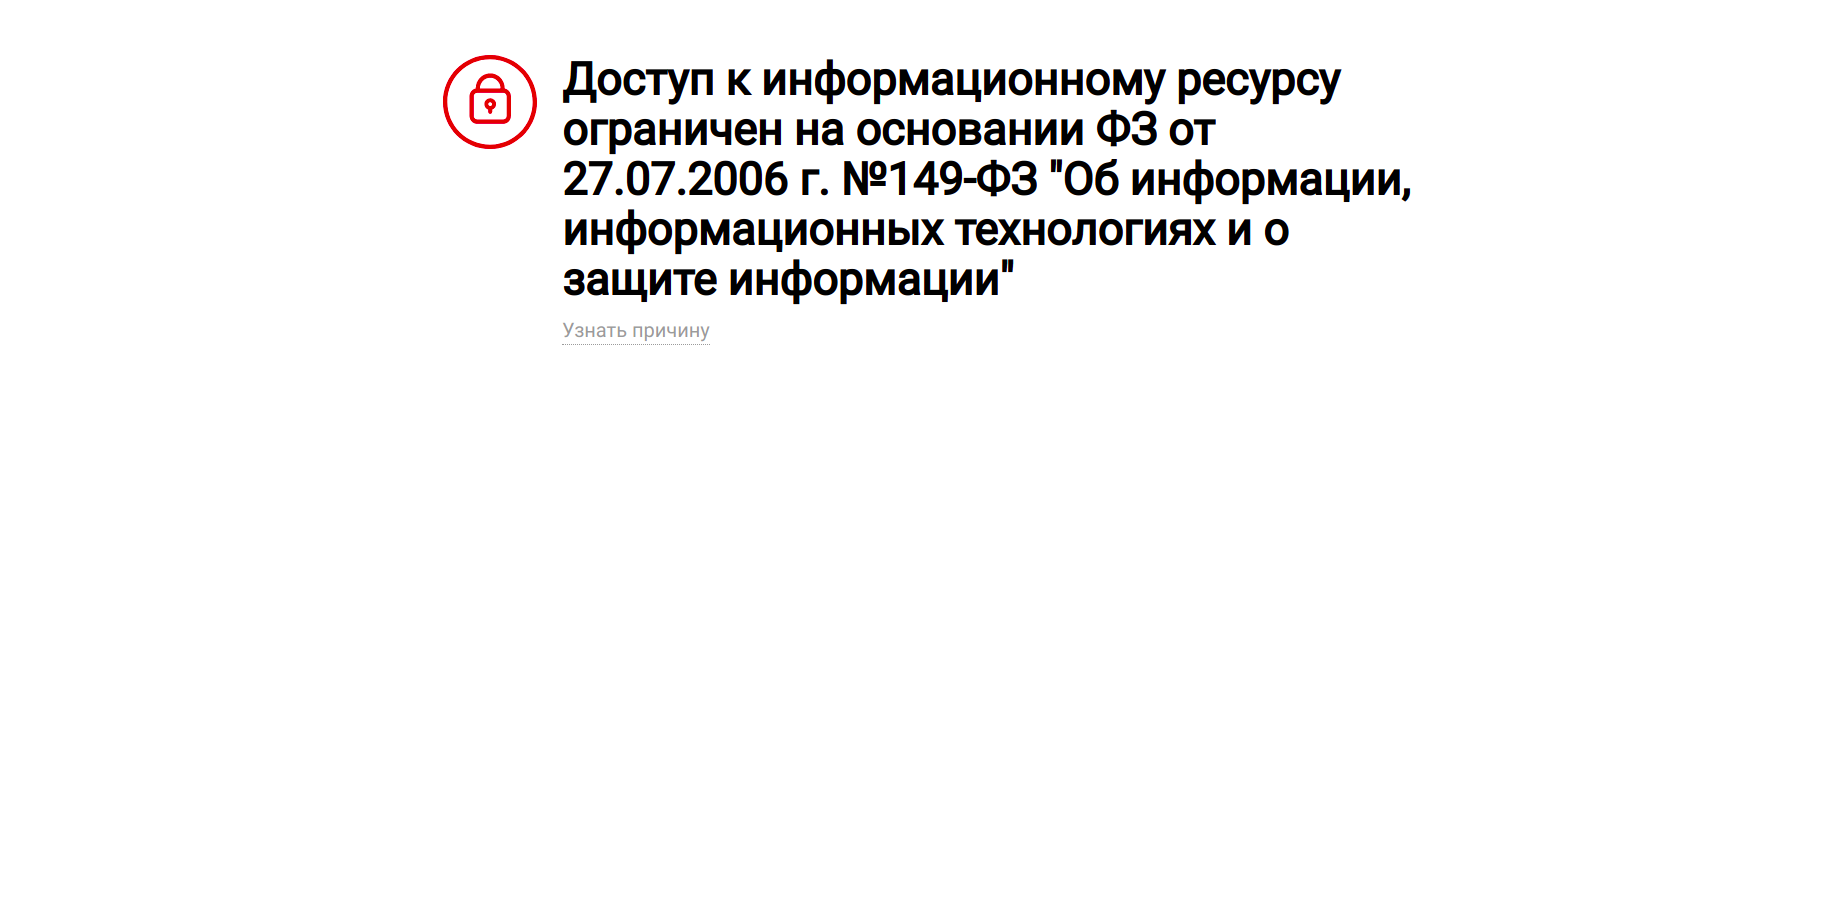 Доступ к информационному ресурсу
ограничен на основании ФЗ от
27.07.2006 г. №149-ФЗ "Об информации,
информационных технологиях и о
защите информации"
Узнать причину